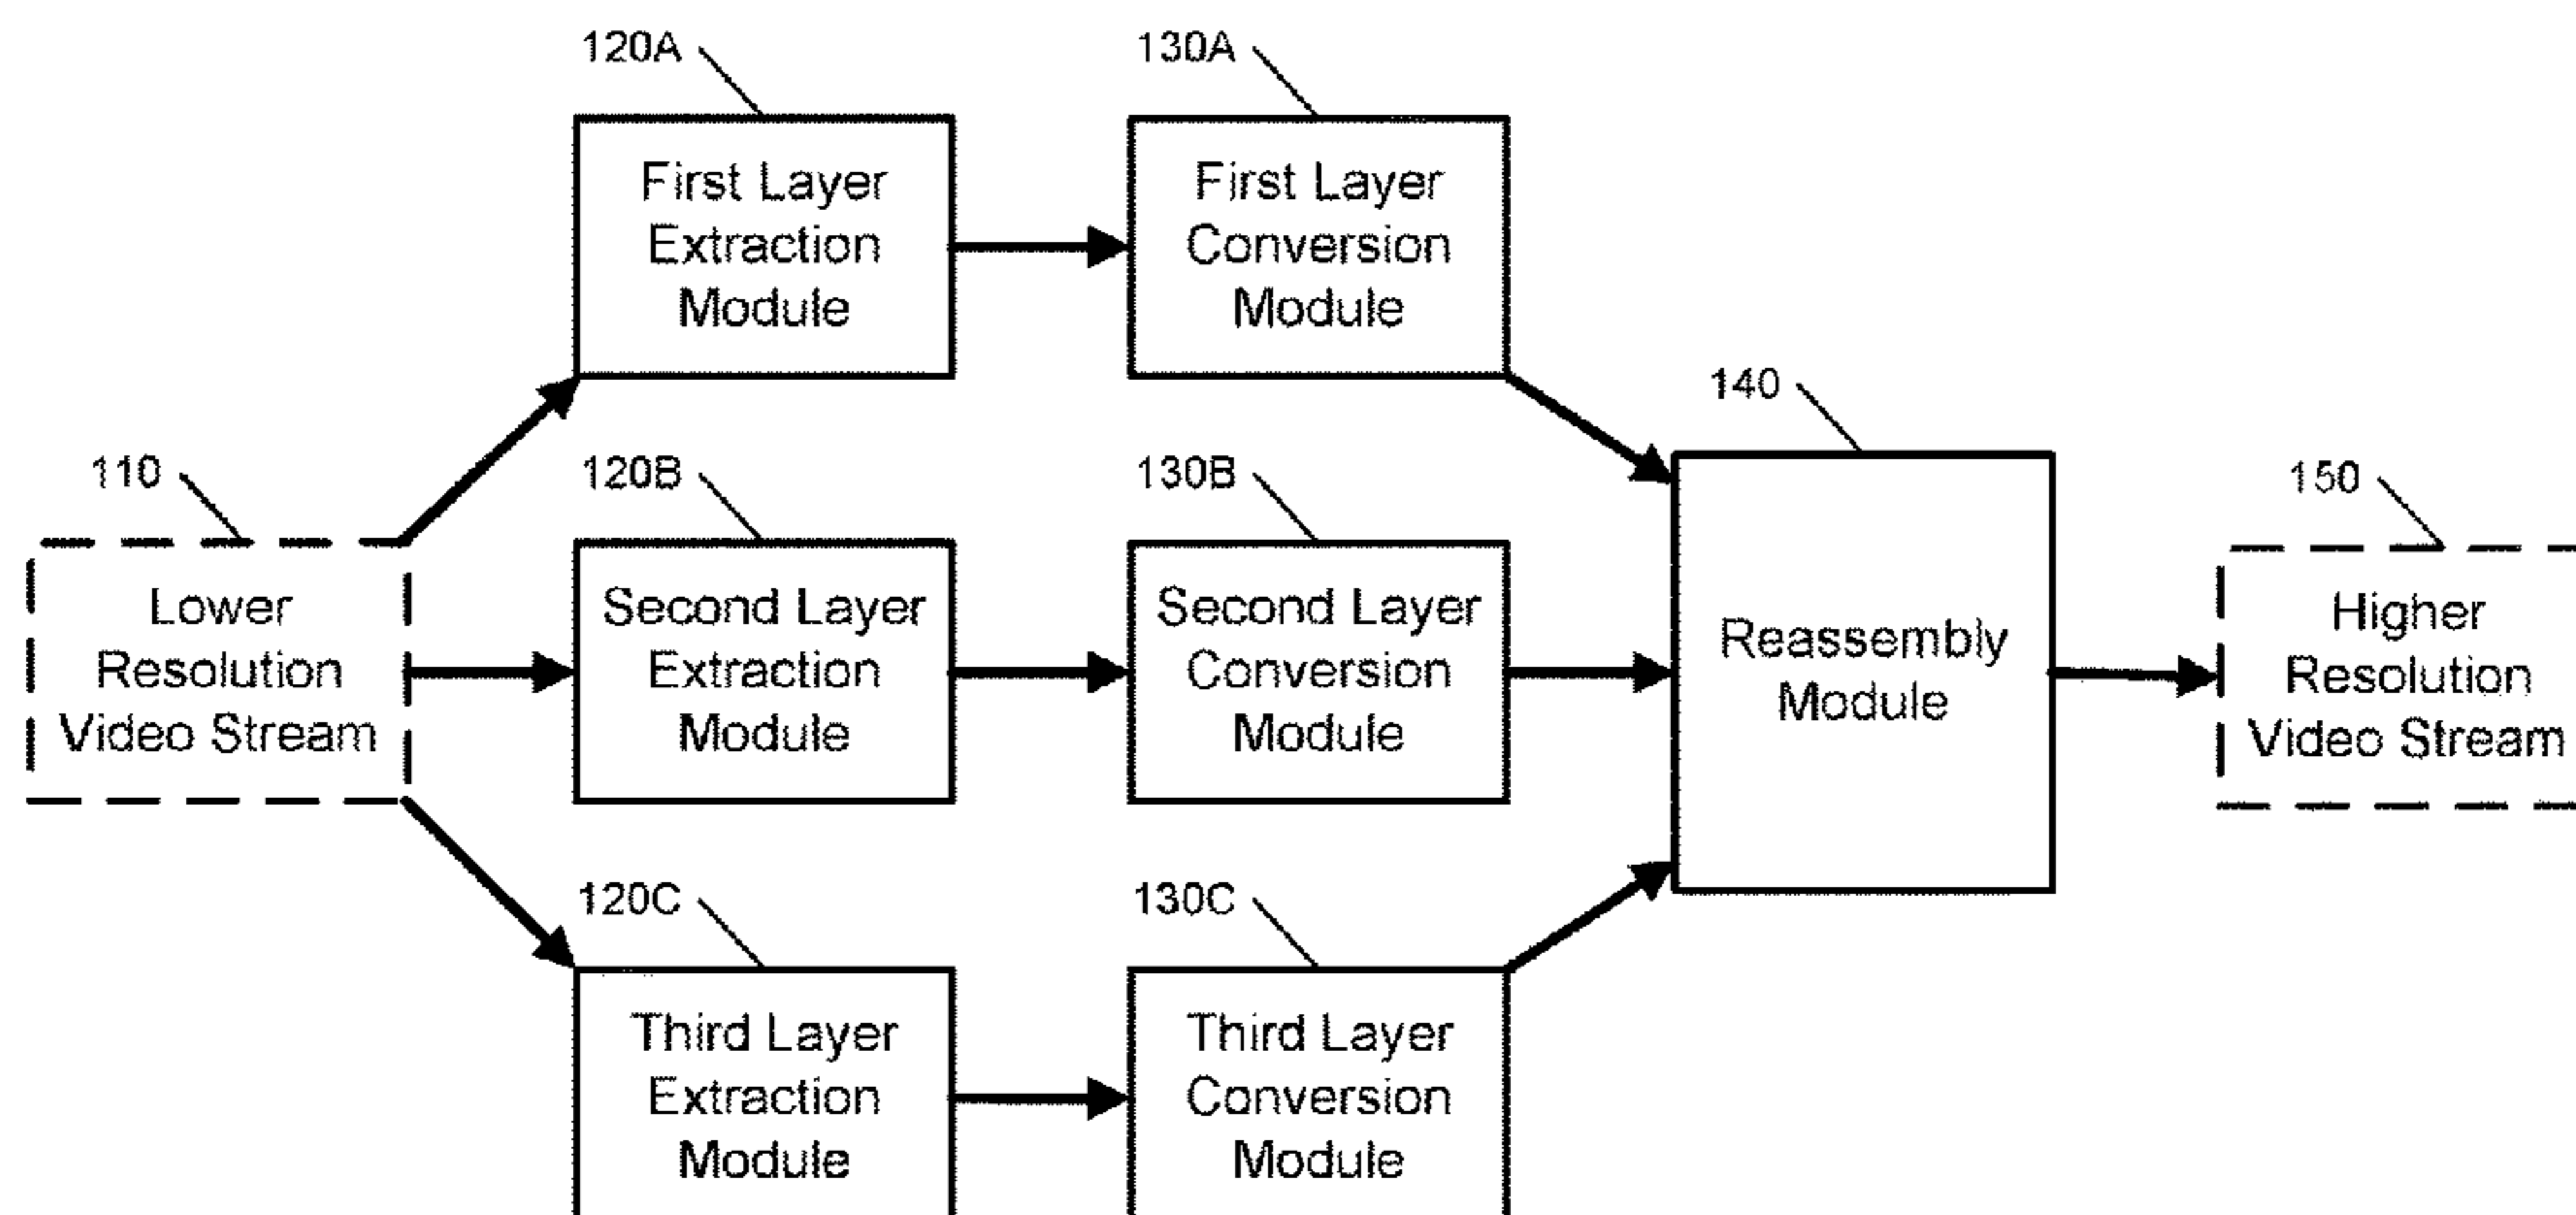 120A
130A
First Layer
Extraction
Module
First Layer
Conversion
Module
140
110
120B
130B
150
Lower
Resolution
Video Stream
Second Layer
Extraction
Module
Second Layer
Conversion
Module
Reassembly
Module
Higher
Resolution
Video Stream
120C
130C
Third Layer
Extraction
Module
Third Layer
Conversion
Module